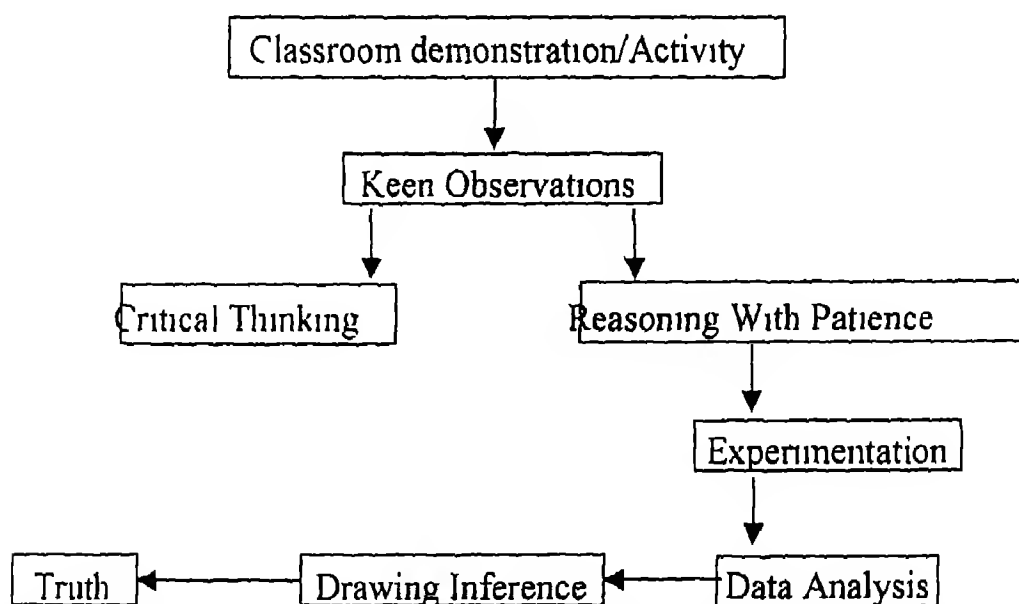 Classroom demonstration/Activity
Keen Observations
Critical Thinking
Reasoning With Patience
Experimentation
Data Analysis
Drawing Inference
Truth